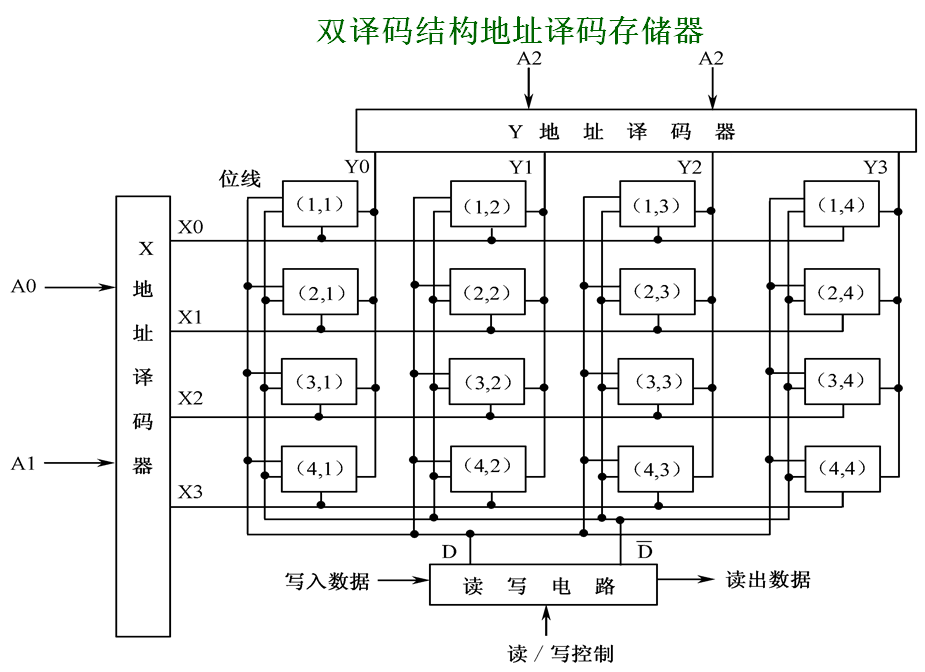 双译码结构地址译码存储器
A2 A2
Y 地 址 译 码 器
位线 Y0 Y1 Y2 Y3
(1,1) (1,2) (1,3) (1,4)
X0
X地址译码器
A0
(2,1) (2,2) (2,3) (2,4)
X1
(3,1) (3,2) (3,3) (3,4)
X2
A1
(4,1) (4,2) (4,3) (4,4)
X3
D D̅
写入数据 读 写 电 路 读出数据
读/写控制